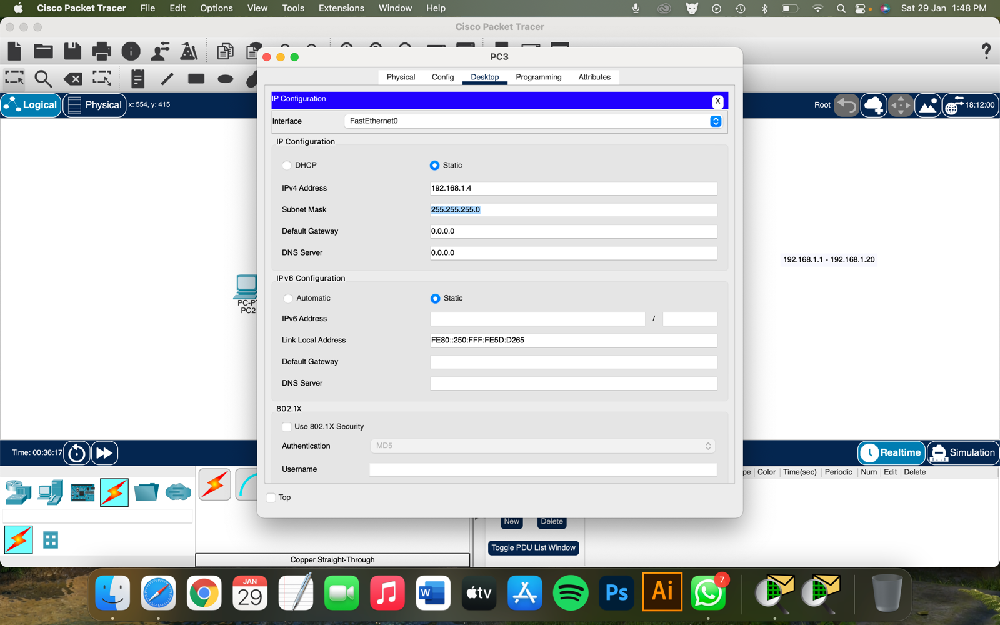 Cisco Packet Tracer File Edit Options View Tools Extensions Window Help Sat 29 Jan 1:48 PM
Cisco Packet Tracer
PC3
Physical Config Desktop Programming Attributes
Logical Physical x: 554, y: 415
IP Configuration X
Root 18:12:00
Interface FastEthernet0
IP Configuration
DHCP Static
IPv4 Address 192.168.1.4
Subnet Mask 255.255.255.0
Default Gateway 0.0.0.0
DNS Server 0.0.0.0
192.168.1.1 - 192.168.1.20
IPv6 Configuration
Automatic Static
PC-PT
PC2
IPv6 Address /
Link Local Address FE80::250:FFF:FE5D:D265
Default Gateway
DNS Server
802.1X
Use 802.1X Security
Authentication MD5
Username
Time: 00:36:17
Realtime Simulation
pe Color Time(sec) Periodic Num Edit Delete
Top
New Delete
Toggle PDU List Window
Copper Straight-Through
JAN
29
W
tv
Ps
Ai
7